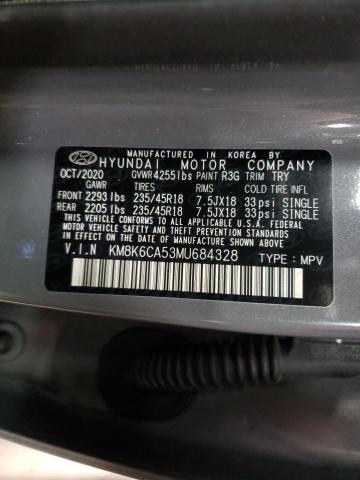 MANUFACTURED IN KOREA BY
HYUNDAI MOTOR COMPANY
OCT/2020 GVWR 4255lbs PAINT R3G TRIM TRY
GAWR TIRES RIMS COLD TIRE INFL
FRONT 2293 lbs 235/45R18 7.5JX18 33psi SINGLE
REAR 2205 lbs 235/45R18 7.5JX18 33psi SINGLE
THIS VEHICLE CONFORMS TO ALL APPLICABLE U.S. FEDERAL
MOTOR VEHICLE SAFETY AND THEFT PREVENTION STANDARDS
IN EFFECT ON THE DATE OF MANUFACTURE SHOWN ABOVE.
V.I.N KM8K6CA53MU684328 TYPE: MPV